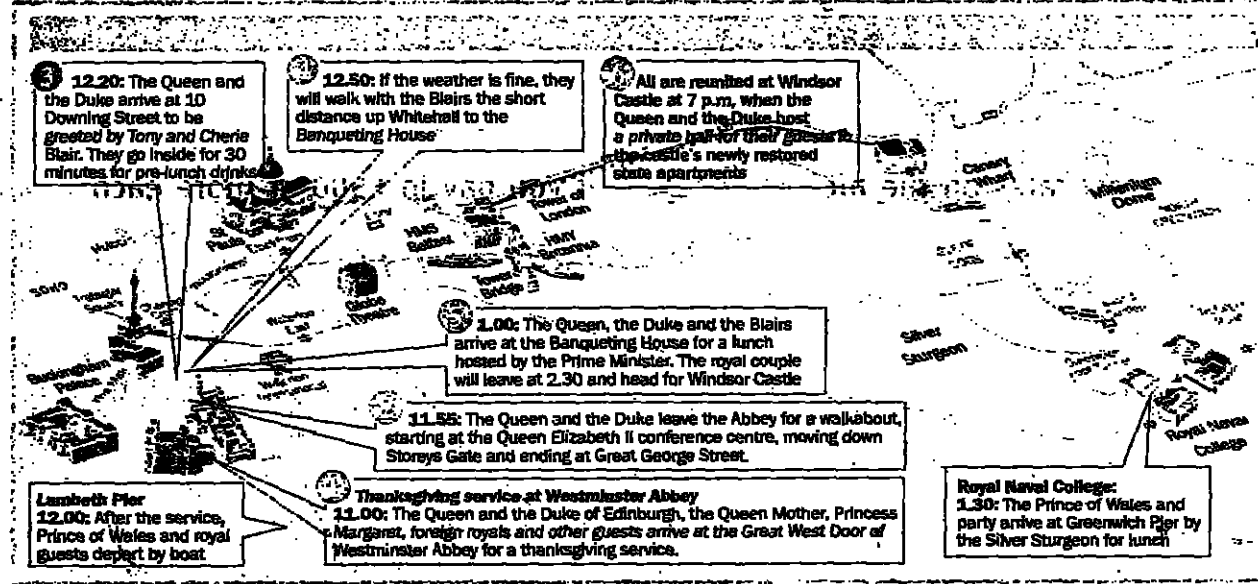 3 12.20: The Queen and
the Duke arrive at 10
Downing Street to be
greeted by Tony and Cherie
Blair. They go inside for 30
minutes for pre-lunch drinks
12.50: If the weather is fine, they
will walk with the Blairs the short
distance up Whitehall to the
Banqueting House
All are reunited at Windsor
Castle at 7 p.m, when the
Queen and the Duke host
a private ball for their guests in
the castle's newly restored
state apartments
Canary
Wharf
Millennium
Dome
Tower of
London
St
Pauls
HMS
Belfast
HMY
Britannia
Tower
Bridge
Soho
Trafalgar
Square
Globe
Theatre
Waterloo
1.00: The Queen, the Duke and the Blairs
arrive at the Banqueting House for a lunch
hosted by the Prime Minister. The royal couple
will leave at 2.30 and head for Windsor Castle
Silver
Sturgeon
Buckingham
Palace
11.55: The Queen and the Duke leave the Abbey for a walkabout,
starting at the Queen Elizabeth II conference centre, moving down
Storeys Gate and ending at Great George Street.
Royal Naval
College
Lambeth Pier
12.00: After the service,
Prince of Wales and royal
guests depart by boat
Thanksgiving service at Westminster Abbey
11.00: The Queen and the Duke of Edinburgh, the Queen Mother, Princess
Margaret, foreign royals and other guests arrive at the Great West Door of
Westminster Abbey for a thanksgiving service.
Royal Naval College:
1.30: The Prince of Wales and
party arrive at Greenwich Pier by
the Silver Sturgeon for lunch